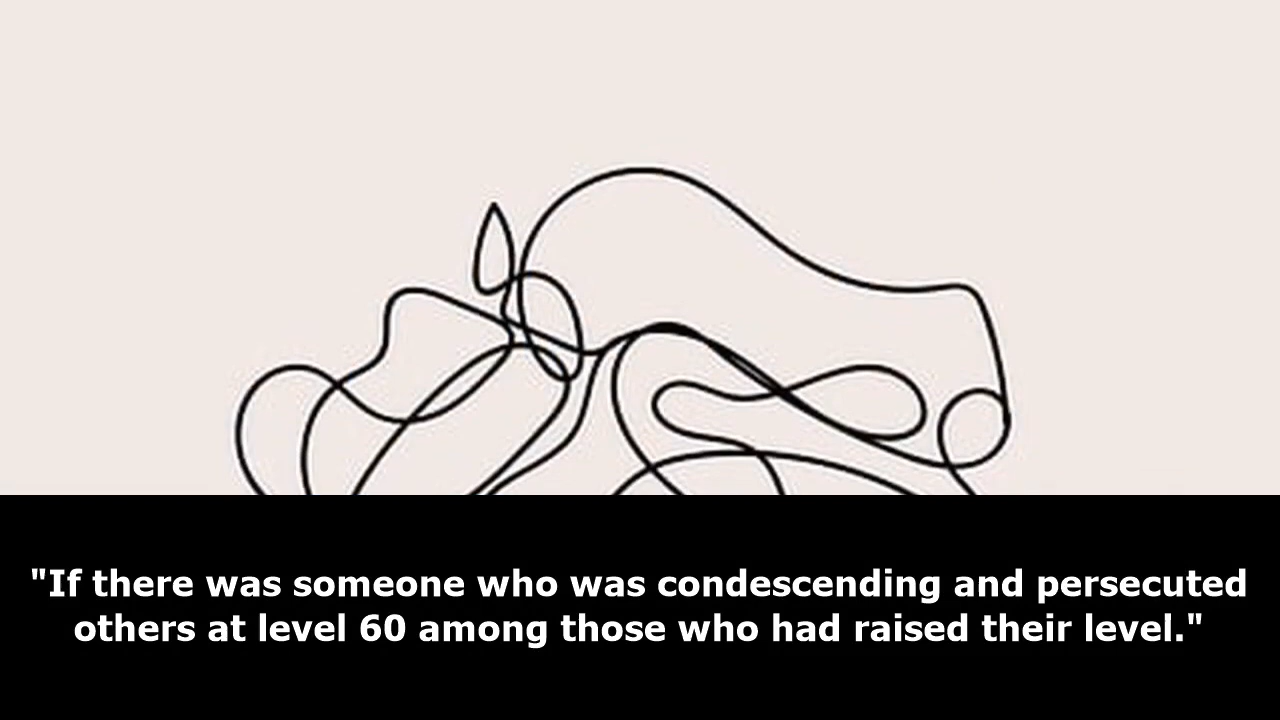 "If there was someone who was condescending and persecuted
others at level 60 among those who had raised their level."